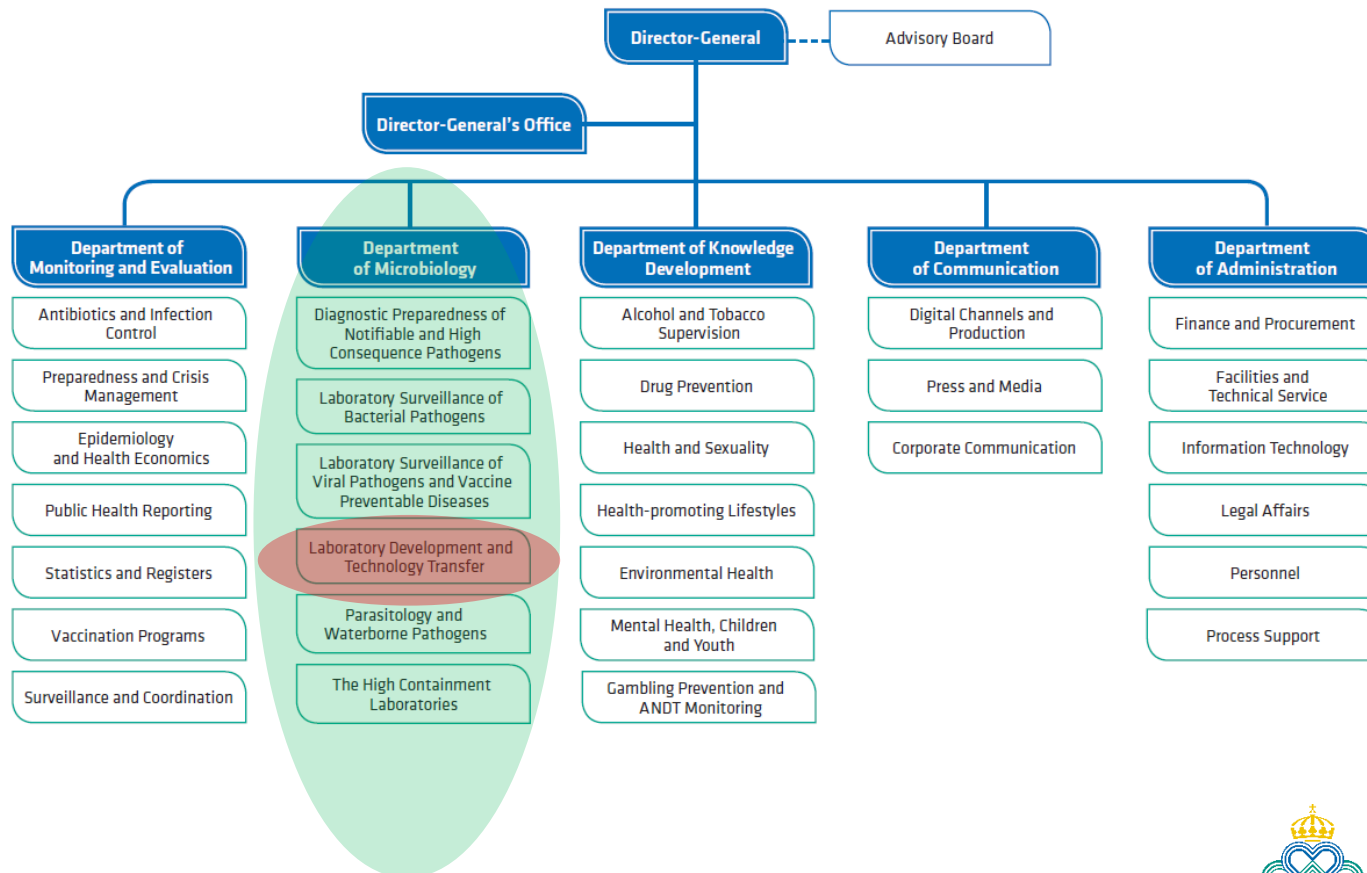 Director-General
Advisory Board
Director-General's Office
Department of
Monitoring and Evaluation
Antibiotics and Infection
Control
Preparedness and Crisis
Management
Epidemiology
and Health Economics
Public Health Reporting
Statistics and Registers
Vaccination Programs
Surveillance and Coordination
Department
of Microbiology
Diagnostic Preparedness of
Notifiable and High
Consequence Pathogens
Laboratory Surveillance of
Bacterial Pathogens
Laboratory Surveillance of
Viral Pathogens and Vaccine
Preventable Diseases
Laboratory Development and
Technology Transfer
Parasitology and
Waterborne Pathogens
The High Containment
Laboratories
Department of Knowledge
Development
Alcohol and Tobacco
Supervision
Drug Prevention
Health and Sexuality
Health-promoting Lifestyles
Environmental Health
Mental Health, Children
and Youth
Gambling Prevention and
ANDT Monitoring
Department
of Communication
Digital Channels and
Production
Press and Media
Corporate Communication
Department
of Administration
Finance and Procurement
Facilities and
Technical Service
Information Technology
Legal Affairs
Personnel
Process Support